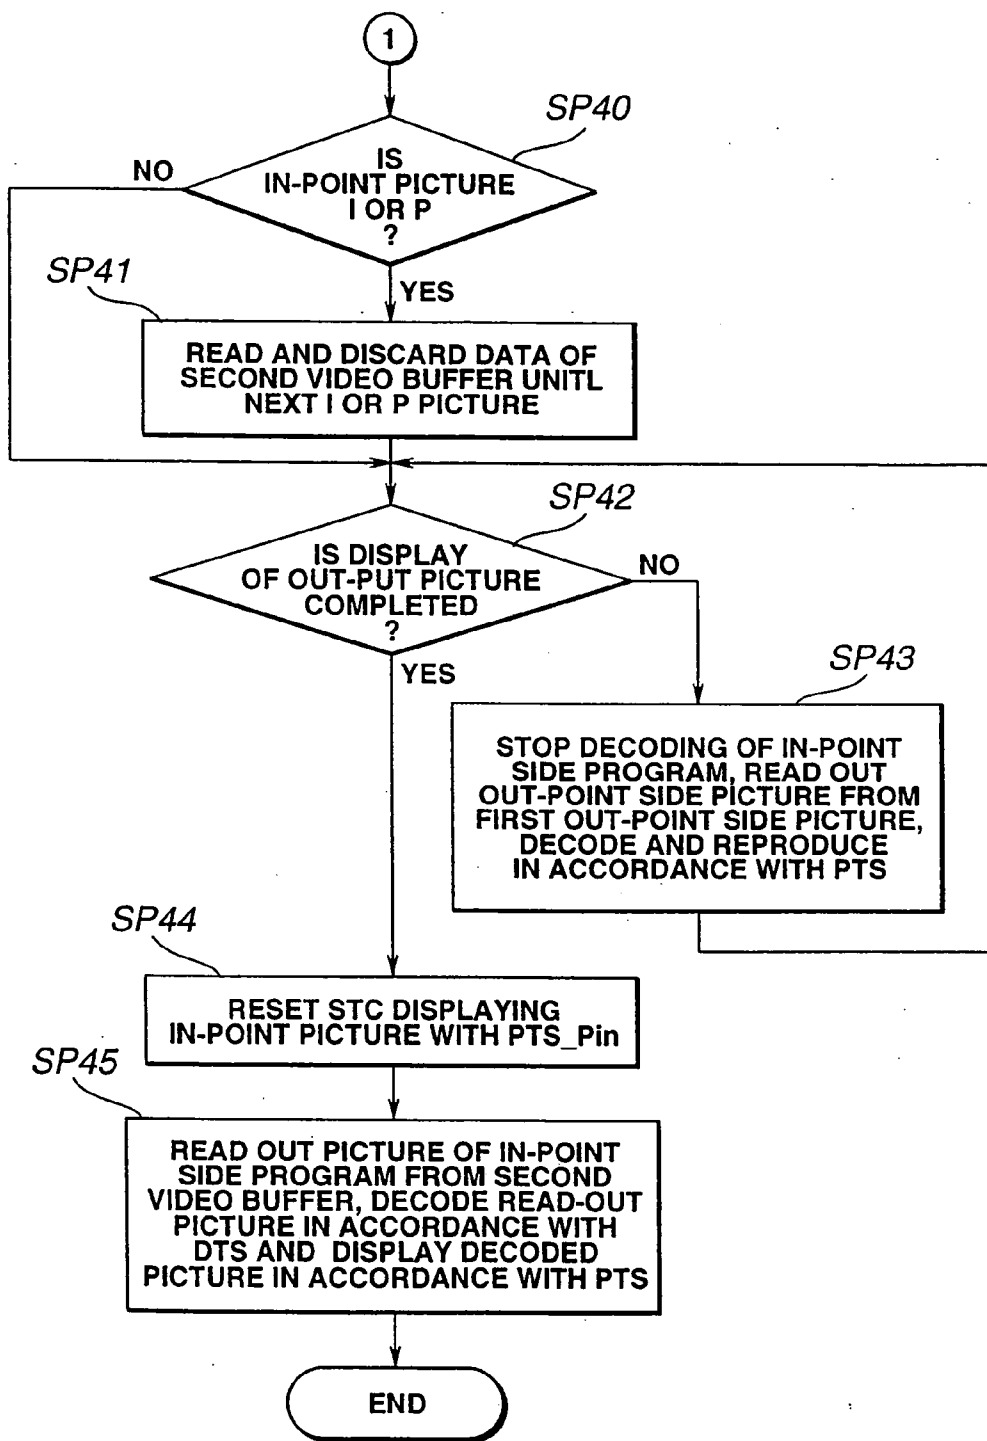 1
SP40
IS
IN-POINT PICTURE
I OR P
?
NO
YES
SP41
READ AND DISCARD DATA OF
SECOND VIDEO BUFFER UNITL
NEXT I OR P PICTURE
SP42
IS DISPLAY
OF OUT-PUT PICTURE
COMPLETED
?
NO
YES
SP43
STOP DECODING OF IN-POINT
SIDE PROGRAM, READ OUT
OUT-POINT SIDE PICTURE FROM
FIRST OUT-POINT SIDE PICTURE,
DECODE AND REPRODUCE
IN ACCORDANCE WITH PTS
SP44
RESET STC DISPLAYING
IN-POINT PICTURE WITH PTS_Pin
SP45
READ OUT PICTURE OF IN-POINT
SIDE PROGRAM FROM SECOND
VIDEO BUFFER, DECODE READ-OUT
PICTURE IN ACCORDANCE WITH
DTS AND DISPLAY DECODED
PICTURE IN ACCORDANCE WITH PTS
END